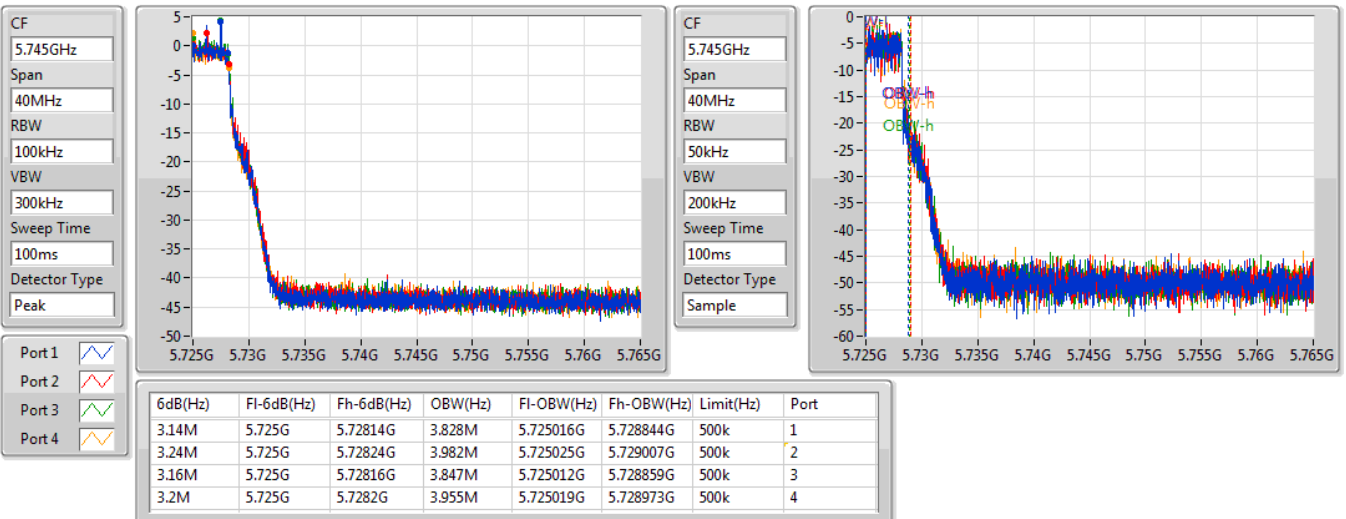 CF
5.745GHz
Span
40MHz
RBW
100kHz
VBW
300kHz
Sweep Time
100ms
Detector Type
Peak
5
0
-5
-10
-15
-20
-25
-30
-35
-40
-45
-50
5.725G 5.73G 5.735G 5.74G 5.745G 5.75G 5.755G 5.76G 5.765G
CF
5.745GHz
Span
40MHz
RBW
50kHz
VBW
200kHz
Sweep Time
100ms
Detector Type
Sample
0
-5
-10
-15
-20
-25
-30
-35
-40
-45
-50
-55
-60
OBW-h
OBW-h
OBW-h
5.725G 5.73G 5.735G 5.74G 5.745G 5.75G 5.755G 5.76G 5.765G
Port 1
Port 2
Port 3
Port 4
6dB(Hz) Fl-6dB(Hz) Fh-6dB(Hz) OBW(Hz) Fl-OBW(Hz) Fh-OBW(Hz) Limit(Hz) Port
3.14M 5.725G 5.72814G 3.828M 5.725016G 5.728844G 500k 1
3.24M 5.725G 5.72824G 3.982M 5.725025G 5.729007G 500k 2
3.16M 5.725G 5.72816G 3.847M 5.725012G 5.728859G 500k 3
3.2M 5.725G 5.7282G 3.955M 5.725019G 5.728973G 500k 4